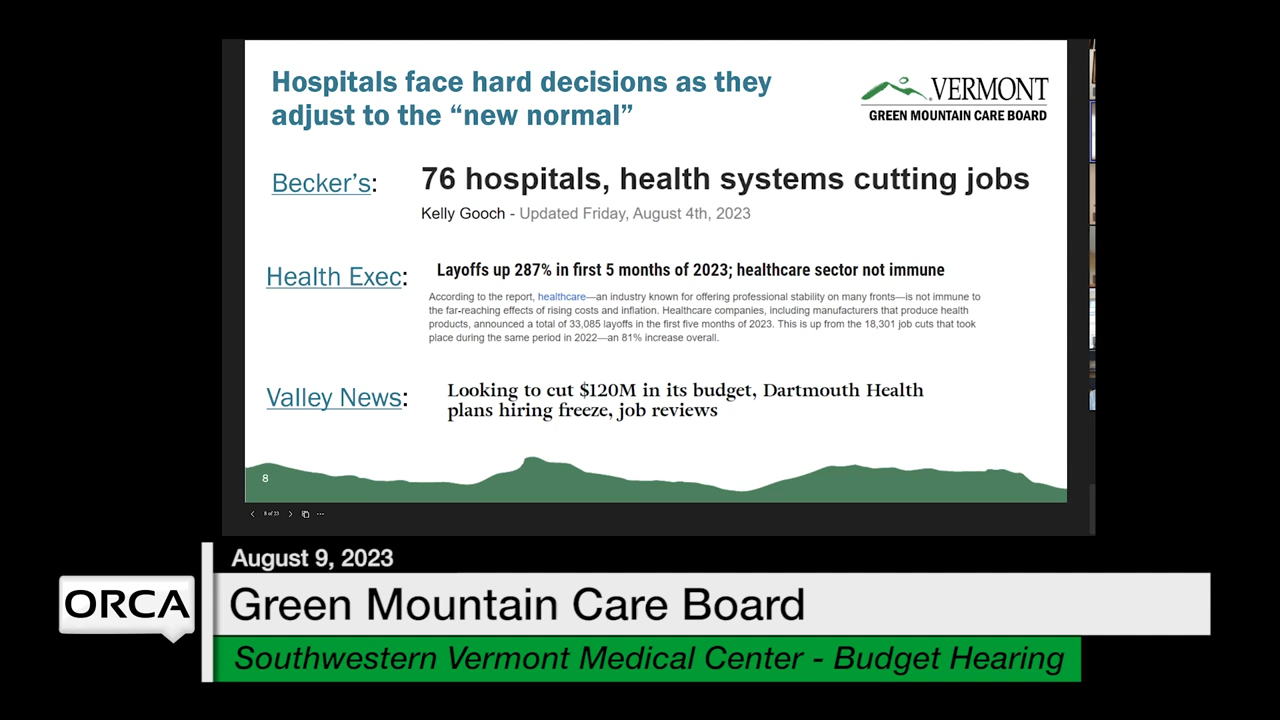 Hospitals face hard decisions as they
adjust to the “new normal”
VERMONT
GREEN MOUNTAIN CARE BOARD
Becker’s: 76 hospitals, health systems cutting jobs
Kelly Gooch - Updated Friday, August 4th, 2023
Health Exec: Layoffs up 287% in first 5 months of 2023; healthcare sector not immune
According to the report, healthcare—an industry known for offering professional stability on many fronts—is not immune to
the far-reaching effects of rising costs and inflation. Healthcare companies, including manufacturers that produce health
products, announced a total of 33,085 layoffs in the first five months of 2023. This is up from the 18,301 job cuts that took
place during the same period in 2022—an 81% increase overall.
Valley News: Looking to cut $120M in its budget, Dartmouth Health
plans hiring freeze, job reviews
8
8 of 23
August 9, 2023
ORCA
Green Mountain Care Board
Southwestern Vermont Medical Center - Budget Hearing